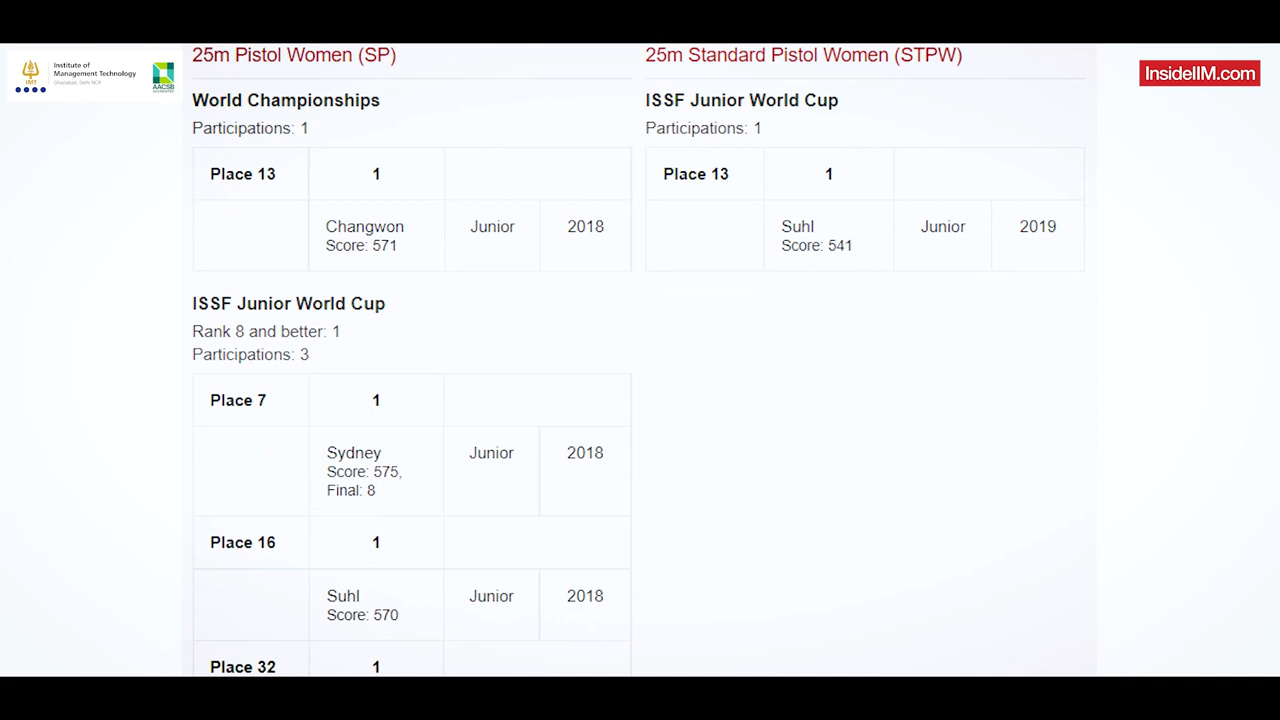 Institute of
Management Technology
Ghaziabad, Delhi NCR
IMT
AACSB
ACCREDITED
InsideIIM.com
25m Pistol Women (SP)
World Championships
Participations: 1
Place 13 1
Changwon Junior 2018
Score: 571
ISSF Junior World Cup
Rank 8 and better: 1
Participations: 3
Place 7 1
Sydney Junior 2018
Score: 575,
Final: 8
Place 16 1
Suhl Junior 2018
Score: 570
Place 32 1
25m Standard Pistol Women (STPW)
ISSF Junior World Cup
Participations: 1
Place 13 1
Suhl Junior 2019
Score: 541